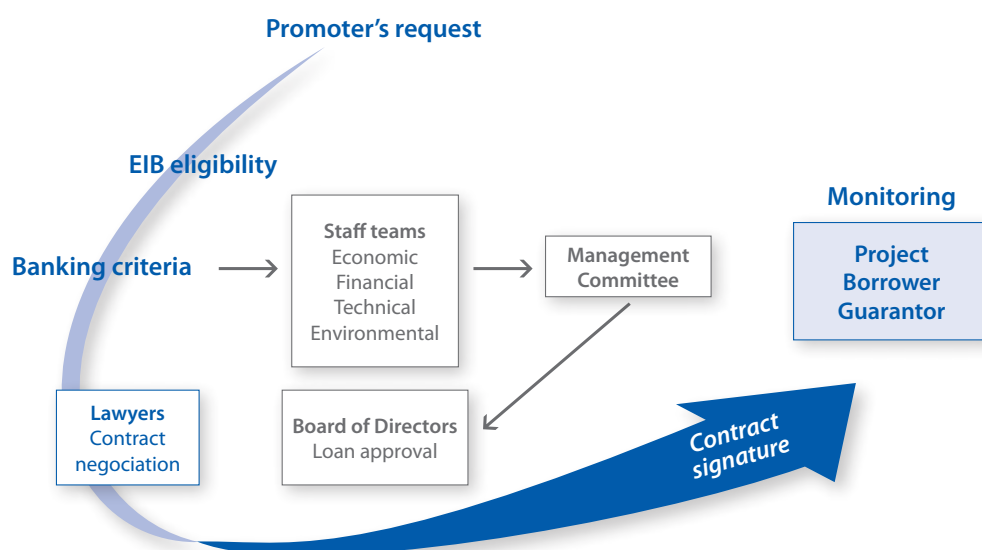 Promoter’s request
EIB eligibility
Banking criteria
Staff teams
Economic
Financial
Technical
Environmental
Management
Committee
Monitoring
Project
Borrower
Guarantor
Lawyers
Contract
negociation
Board of Directors
Loan approval
Contract
signature